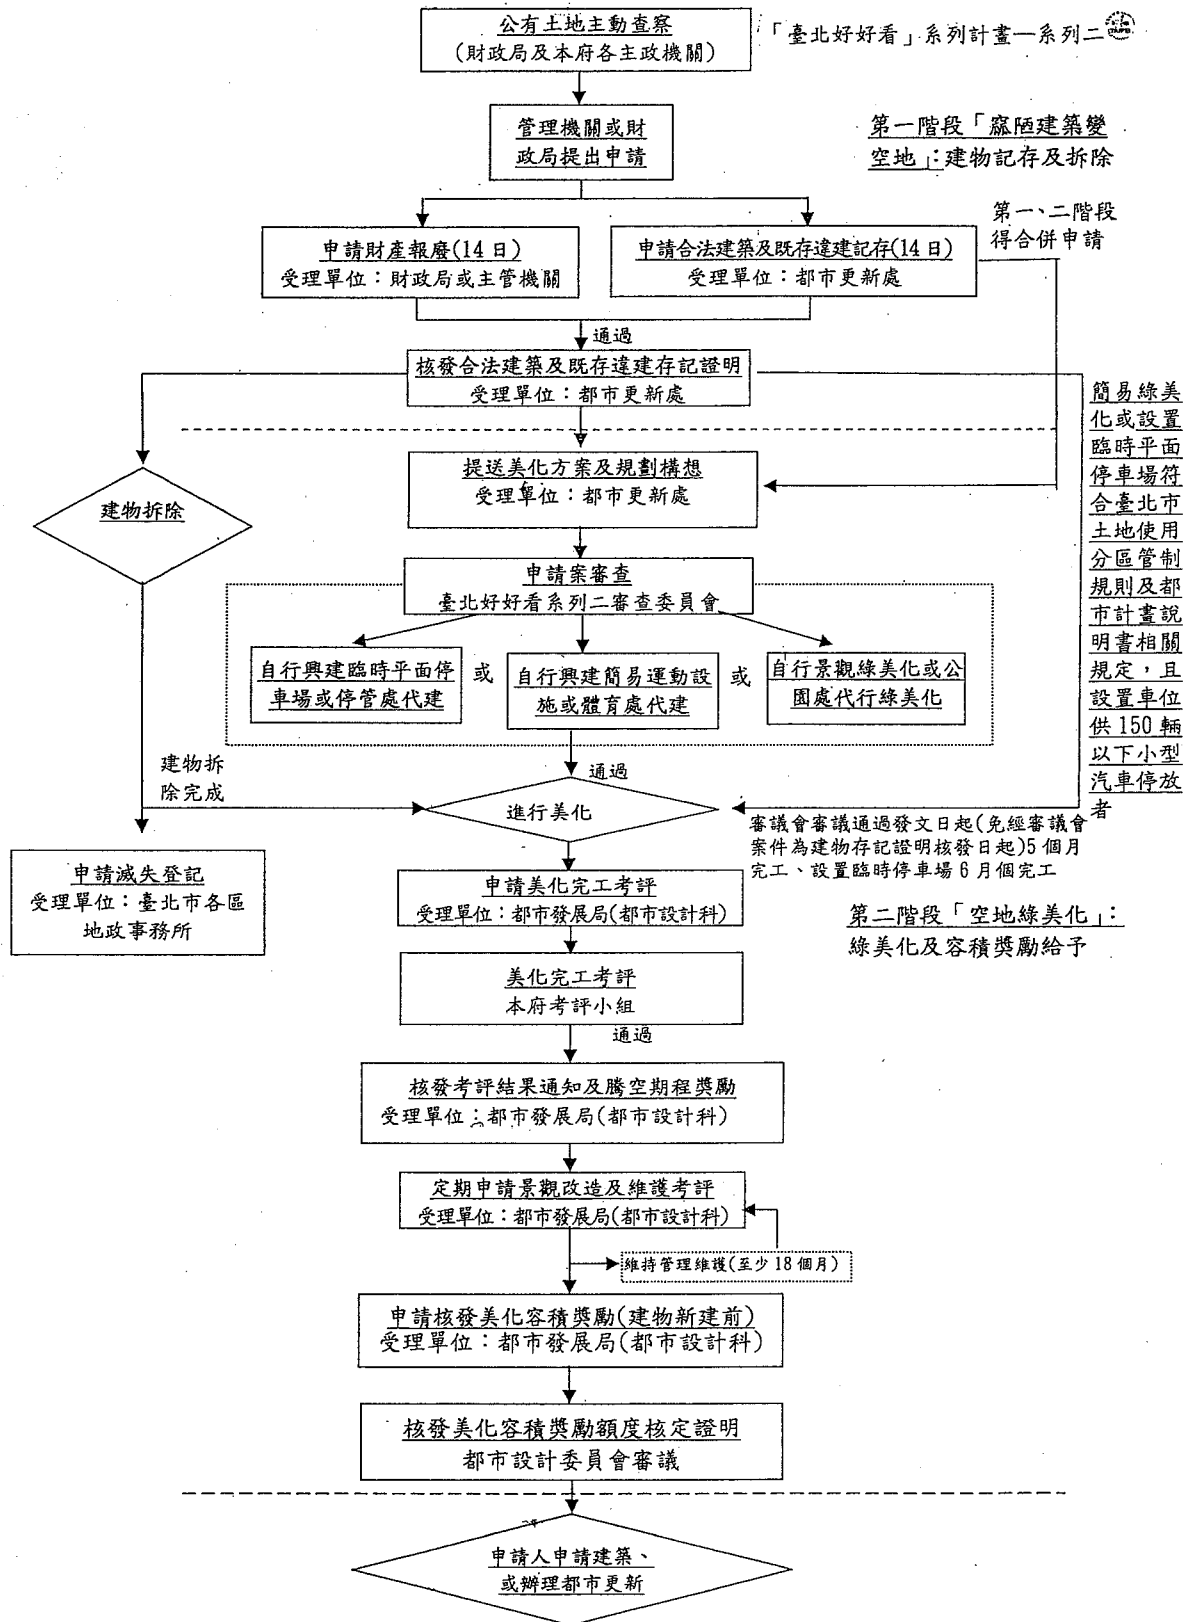 公有土地主動查察
(財政局及本府各主政機關)
「臺北好好看」系列計畫—系列二
管理機關或財
政局提出申請
第一階段「窳陋建築變
空地」:建物記存及拆除
第一、二階段
得合併申請
申請財產報廢(14日)
受理單位:財政局或主管機關
申請合法建築及既存違建記存(14日)
受理單位:都市更新處
通過
核發合法建築及既存違建存記證明
受理單位:都市更新處
簡易綠美
化或設置
臨時平面
停車場符
合臺北市
土地使用
分區管制
規則及都
市計畫說
明書相關
規定,且
設置車位
供150輛
以下小型
汽車停放
者
提送美化方案及規劃構想
受理單位:都市更新處
建物拆除
申請案審查
臺北好好看系列二審查委員會
自行興建臨時平面停
車場或停管處代建
或
自行興建簡易運動設
施或體育處代建
或
自行景觀綠美化或公
園處代行綠美化
建物拆
除完成
通過
進行美化
審議會審議通過發文日起(免經審議會
案件為建物存記證明核發日起)5個月
完工、設置臨時停車場6月個完工
申請滅失登記
受理單位:臺北市各區
地政事務所
申請美化完工考評
受理單位:都市發展局(都市設計科)
第二階段「空地綠美化」:
綠美化及容積獎勵給予
美化完工考評
本府考評小組
通過
核發考評結果通知及騰空期程獎勵
受理單位:都市發展局(都市設計科)
定期申請景觀改造及維護考評
受理單位:都市發展局(都市設計科)
維持管理維護(至少18個月)
申請核發美化容積獎勵(建物新建前)
受理單位:都市發展局(都市設計科)
核發美化容積獎勵額度核定證明
都市設計委員會審議
申請人申請建築、
或辦理都市更新